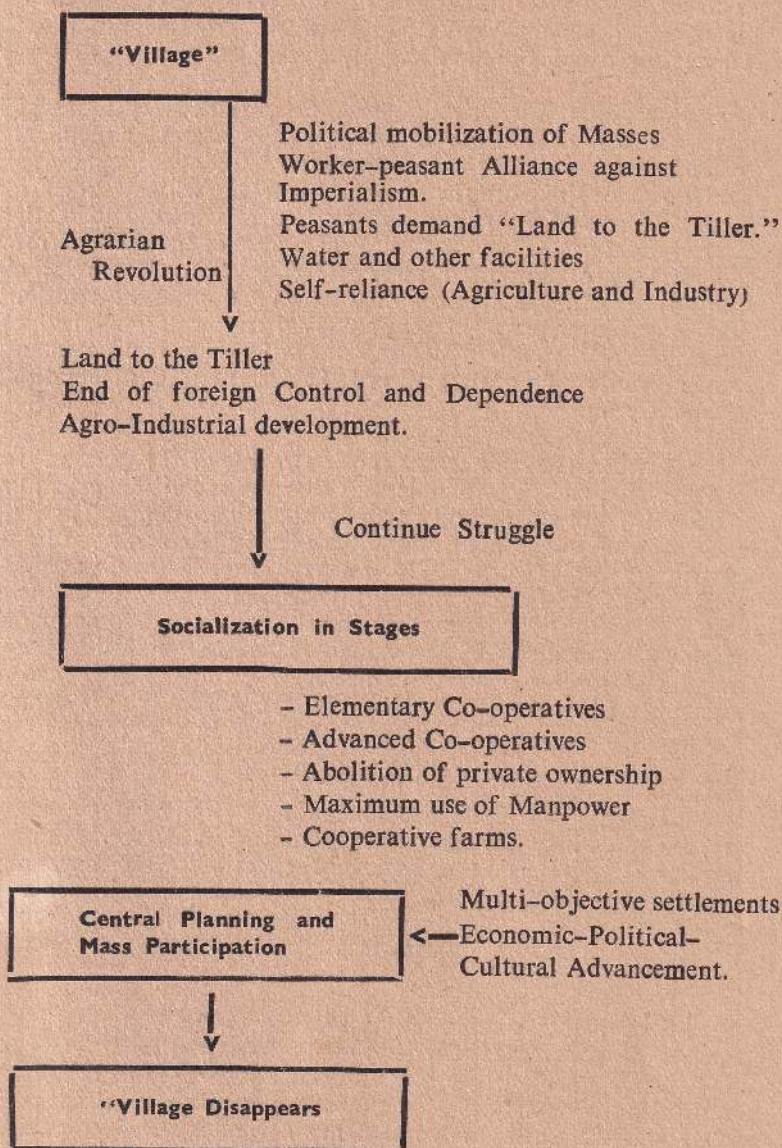 “Village”
Political mobilization of Masses
Worker–peasant Alliance against
Imperialism.
Peasants demand “Land to the Tiller.”
Water and other facilities
Self–reliance (Agriculture and Industry)
Agrarian
Revolution
Land to the Tiller
End of foreign Control and Dependence
Agro–Industrial development.
Continue Struggle
Socialization in Stages
– Elementary Co–operatives
– Advanced Co–operatives
– Abolition of private ownership
– Maximum use of Manpower
– Cooperative farms.
Central Planning and
Mass Participation
Multi–objective settlements
Economic–Political–
Cultural Advancement.
“Village Disappears